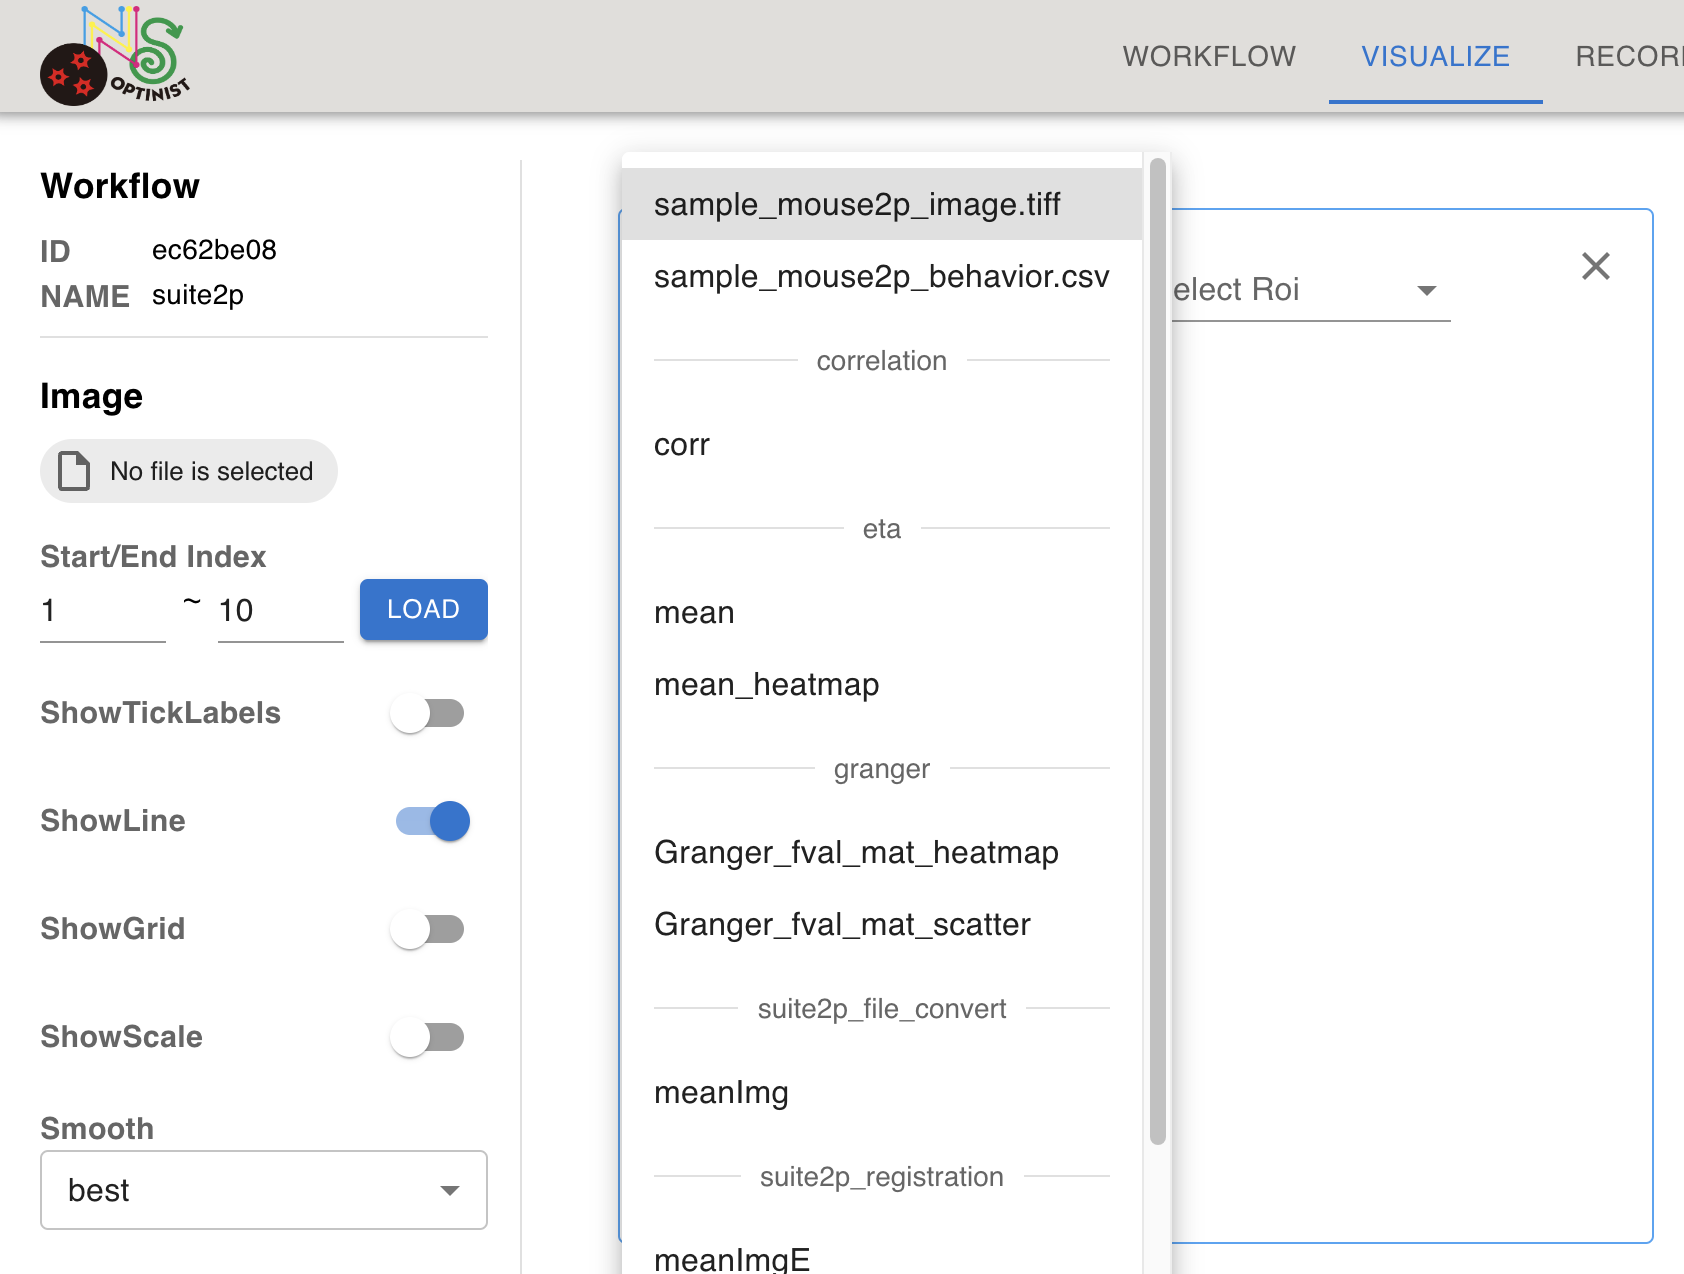 NS
OPTINIST
WORKFLOW
VISUALIZE
Workflow
ID ec62be08
NAME suite2p
Image
No file is selected
Start/End Index
1 ~ 10 LOAD
ShowTickLabels
ShowLine
ShowGrid
ShowScale
Smooth
best
sample_mouse2p_image.tiff
sample_mouse2p_behavior.csv
correlation
corr
eta
mean
mean_heatmap
granger
Granger_fval_mat_heatmap
Granger_fval_mat_scatter
suite2p_file_convert
meanImg
suite2p_registration
meanImgE
elect Roi